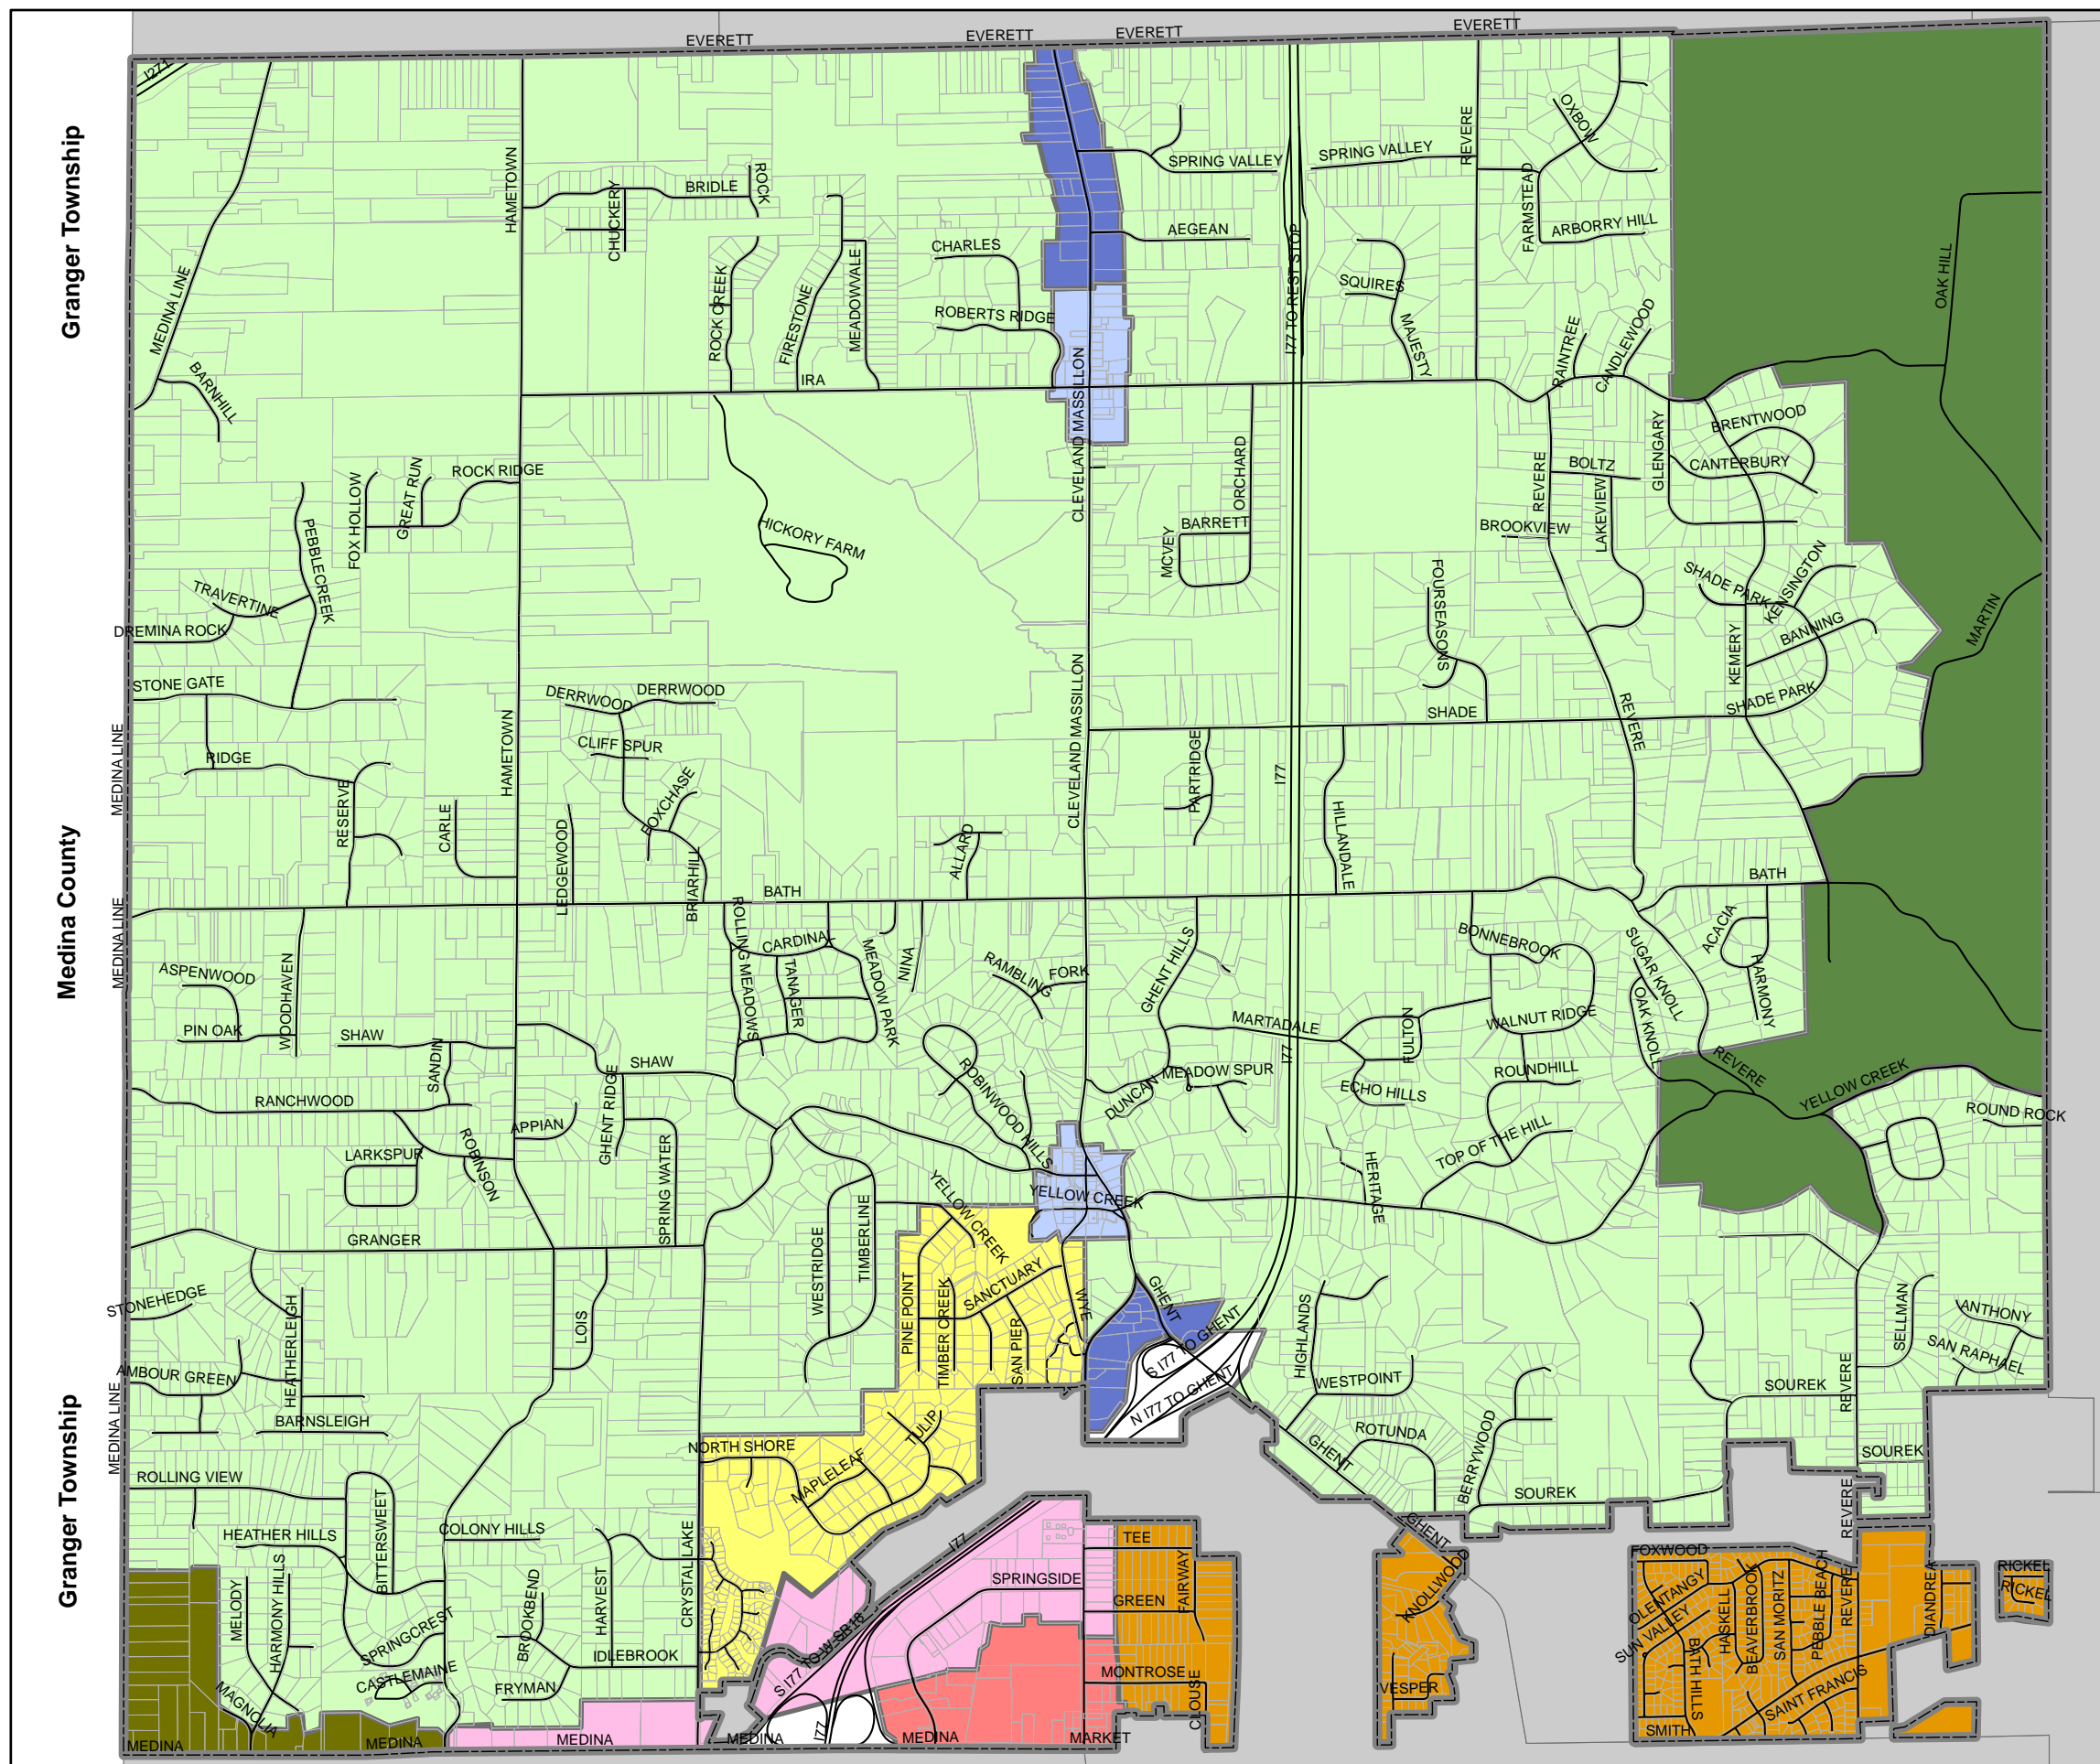 EVERETT
EVERETT
EVERETT
EVERETT
I271
Granger Township
OXBOW
REVERE
HAMETOWN
SPRING VALLEY
SPRING VALLEY
ROCK
BRIDLE
CHUCKERY
FARMSTEAD
ARBORRY HILL
AEGEAN
CHARLES
I77 TO REST STOP
OAK HILL
MEDINA LINE
ROCK CREEK
FIRESTONE
MEADOWVALE
SQUIRES
ROBERTS RIDGE
MAJESTY
RAINTREE
CANDLEWOOD
BARNHILL
IRA
CLEVELAND MASSILLON
BRENTWOOD
GLENGARY
CANTERBURY
BOLTZ
ROCK RIDGE
FOX HOLLOW
GREAT RUN
ORCHARD
REVERE
LAKEVIEW
BROOKVIEW
BARRETT
MCVEY
HICKORY FARM
PEBBLECREEK
FOURSEASONS
SHADE PARK
KENSINGTON
BANNING
MARTIN
TRAVERTINE
DREMINA ROCK
KEMERY
STONE GATE
DERRWOOD
DERRWOOD
CLEVELAND MASSILLON
SHADE
SHADE PARK
REVERE
MEDINA LINE
HAMETOWN
CLIFF SPUR
RIDGE
PARTRIDGE
I77
RESERVE
CARLE
FOXCHASE
HILLANDALE
LEDGEWOOD
ALLARD
BRIARHILL
Medina County
BATH
BATH
MEDINA LINE
ROLLING MEADOWS
CARDINAL
MEADOW PARK
NINA
TANAGER
RAMBLING
FORK
GHENT HILLS
BONNEBROOK
SUGAR KNOLL
ACACIA
HARMONY
ASPENWOOD
WOODHAVEN
PIN OAK
SHAW
SANDIN
SHAW
MARTADALE
FULTON
WALNUT RIDGE
OAK KNOLL
I77
REVERE
ROBINWOOD HILLS
DUNCAN
MEADOW SPUR
ROUNDHILL
ECHO HILLS
YELLOW CREEK
ROUND ROCK
RANCHWOOD
GHENT RIDGE
APPIAN
LARKSPUR
ROBINSON
SPRING WATER
TOP OF THE HILL
HERITAGE
YELLOW CREEK
YELLOW CREEK
TIMBERLINE
WESTRIDGE
GRANGER
STONEHEDGE
HEATHERLEIGH
LOIS
PINE POINT
TIMBER CREEK
SANCTUARY
SAN PIER
WYE
GHENT
S I77 TO GHENT
N I77 TO GHENT
HIGHLANDS
WESTPOINT
SELLMAN
ANTHONY
SAN RAPHAEL
AMBOUR GREEN
MEDINA LINE
BARNSLEIGH
SOUREK
REVERE
Granger Township
ROLLING VIEW
NORTH SHORE
TULIP
MAPLELEAF
ROTUNDA
GHENT
BERRYWOOD
SOUREK
SOUREK
BITTERSWEET
HEATHER HILLS
COLONY HILLS
CRYSTAL LAKE
I77
TEE
GHENT
REVERE
FOXWOOD
MELODY
HARMONY HILLS
BROOKBEND
HARVEST
SPRINGSIDE
GREEN
FAIRWAY
KNOLLWOOD
OLENTANGY
SUN VALLEY
HASKELL
BEAVERBROOK
SAN MORITZ
PEBBLE BEACH
REVERE
DIANDREA
RICKEL
RICKEL
SPRINGCREST
CASTLEMAINE
IDLEBROOK
FRYMAN
S I77 TO W SR18
MONTROSE
CLOUSE
VESPER
BATH HILLS
SAINT FRANCIS
SMITH
MAGNOLIA
MEDINA
MEDINA
MEDINA
MEDINA
I77
MEDINA
MARKET